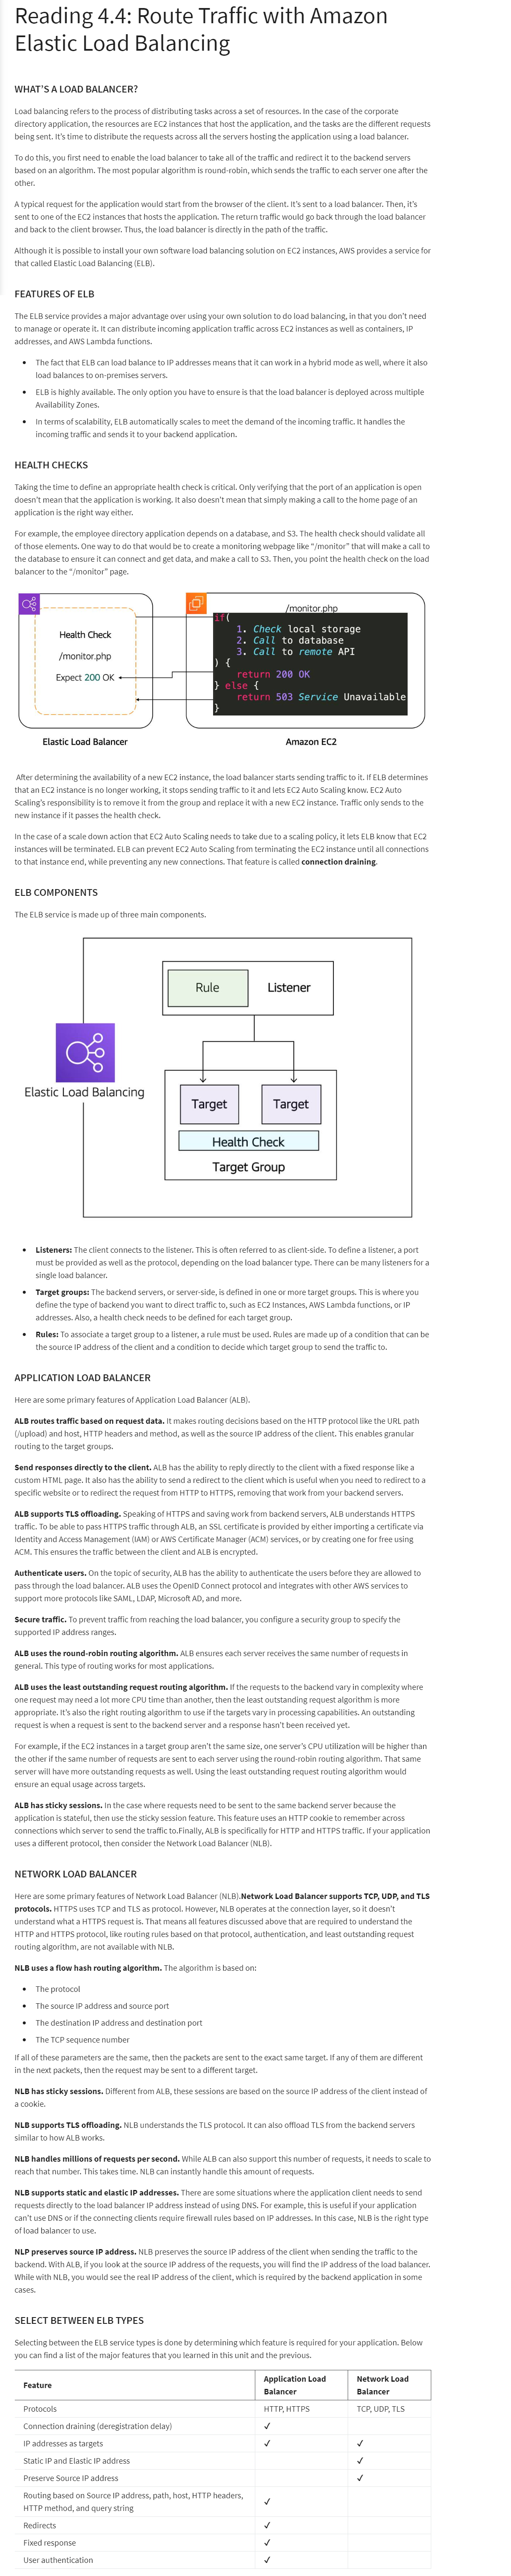 Reading 4.4: Route Traffic with Amazon
Elastic Load Balancing
WHAT'S A LOAD BALANCER?
Load balancing refers to the process of distributing tasks across a set of resources. In the case of the corporate
directory application, the resources are EC2 instances that host the application, and the tasks are the different requests
being sent. It's time to distribute the requests across all the servers hosting the application using a load balancer.
To do this, you first need to enable the load balancer to take all of the traffic and redirect it to the backend servers
based on an algorithm. The most popular algorithm is round-robin, which sends the traffic to each server one after the
other.
A typical request for the application would start from the browser of the client. It's sent to a load balancer. Then, it's
sent to one of the EC2 instances that hosts the application. The return traffic would go back through the load balancer
and back to the client browser. Thus, the load balancer is directly in the path of the traffic.
Although it is possible to install your own software load balancing solution on EC2 instances, AWS provides a service for
that called Elastic Load Balancing (ELB).
FEATURES OF ELB
The ELB service provides a major advantage over using your own solution to do load balancing, in that you don't need
to manage or operate it. It can distribute incoming application traffic across EC2 instances as well as containers, IP
addresses, and AWS Lambda functions.
• The fact that ELB can load balance to IP addresses means that it can work in a hybrid mode as well, where it also
load balances to on-premises servers.
• ELB is highly available. The only option you have to ensure is that the load balancer is deployed across multiple
Availability Zones.
• In terms of scalability, ELB automatically scales to meet the demand of the incoming traffic. It handles the
incoming traffic and sends it to your backend application.
HEALTH CHECKS
Taking the time to define an appropriate health check is critical. Only verifying that the port of an application is open
doesn't mean that the application is working. It also doesn't mean that simply making a call to the home page of an
application is the right way either.
For example, the employee directory application depends on a database, and S3. The health check should validate all
of those elements. One way to do that would be to create a monitoring webpage like "/monitor" that will make a call to
the database to ensure it can connect and get data, and make a call to S3. Then, you point the health check on the load
balancer to the "/monitor" page.
Health Check
/monitor.php
Expect 200 OK
Elastic Load Balancer
/monitor.php
if(
1. Check local storage
2. Call to database
3. Call to remote API
) {
return 200 OK
} else {
return 503 Service Unavailable
}
Amazon EC2
After determining the availability of a new EC2 instance, the load balancer starts sending traffic to it. If ELB determines
that an EC2 instance is no longer working, it stops sending traffic to it and lets EC2 Auto Scaling know. EC2 Auto
Scaling's responsibility is to remove it from the group and replace it with a new EC2 instance. Traffic only sends to the
new instance if it passes the health check.
In the case of a scale down action that EC2 Auto Scaling needs to take due to a scaling policy, it lets ELB know that EC2
instances will be terminated. ELB can prevent EC2 Auto Scaling from terminating the EC2 instance until all connections
to that instance end, while preventing any new connections. That feature is called connection draining.
ELB COMPONENTS
The ELB service is made up of three main components.
Rule
Listener
Elastic Load Balancing
Target
Target
Health Check
Target Group
• Listeners: The client connects to the listener. This is often referred to as client-side. To define a listener, a port
must be provided as well as the protocol, depending on the load balancer type. There can be many listeners for a
single load balancer.
• Target groups: The backend servers, or server-side, is defined in one or more target groups. This is where you
define the type of backend you want to direct traffic to, such as EC2 Instances, AWS Lambda functions, or IP
addresses. Also, a health check needs to be defined for each target group.
• Rules: To associate a target group to a listener, a rule must be used. Rules are made up of a condition that can be
the source IP address of the client and a condition to decide which target group to send the traffic to.
APPLICATION LOAD BALANCER
Here are some primary features of Application Load Balancer (ALB).
ALB routes traffic based on request data. It makes routing decisions based on the HTTP protocol like the URL path
(/upload) and host, HTTP headers and method, as well as the source IP address of the client. This enables granular
routing to the target groups.
Send responses directly to the client. ALB has the ability to reply directly to the client with a fixed response like a
custom HTML page. It also has the ability to send a redirect to the client which is useful when you need to redirect to a
specific website or to redirect the request from HTTP to HTTPS, removing that work from your backend servers.
ALB supports TLS offloading. Speaking of HTTPS and saving work from backend servers, ALB understands HTTPS
traffic. To be able to pass HTTPS traffic through ALB, an SSL certificate is provided by either importing a certificate via
Identity and Access Management (IAM) or AWS Certificate Manager (ACM) services, or by creating one for free using
ACM. This ensures the traffic between the client and ALB is encrypted.
Authenticate users. On the topic of security, ALB has the ability to authenticate the users before they are allowed to
pass through the load balancer. ALB uses the OpenID Connect protocol and integrates with other AWS services to
support more protocols like SAML, LDAP, Microsoft AD, and more.
Secure traffic. To prevent traffic from reaching the load balancer, you configure a security group to specify the
supported IP address ranges.
ALB uses the round-robin routing algorithm. ALB ensures each server receives the same number of requests in
general. This type of routing works for most applications.
ALB uses the least outstanding request routing algorithm. If the requests to the backend vary in complexity where
one request may need a lot more CPU time than another, then the least outstanding request algorithm is more
appropriate. It's also the right routing algorithm to use if the targets vary in processing capabilities. An outstanding
request is when a request is sent to the backend server and a response hasn't been received yet.
For example, if the EC2 instances in a target group aren't the same size, one server's CPU utilization will be higher than
the other if the same number of requests are sent to each server using the round-robin routing algorithm. That same
server will have more outstanding requests as well. Using the least outstanding request routing algorithm would
ensure an equal usage across targets.
ALB has sticky sessions. In the case where requests need to be sent to the same backend server because the
application is stateful, then use the sticky session feature. This feature uses an HTTP cookie to remember across
connections which server to send the traffic to.Finally, ALB is specifically for HTTP and HTTPS traffic. If your application
uses a different protocol, then consider the Network Load Balancer (NLB).
NETWORK LOAD BALANCER
Here are some primary features of Network Load Balancer (NLB).Network Load Balancer supports TCP, UDP, and TLS
protocols. HTTPS uses TCP and TLS as protocol. However, NLB operates at the connection layer, so it doesn't
understand what a HTTPS request is. That means all features discussed above that are required to understand the
HTTP and HTTPS protocol, like routing rules based on that protocol, authentication, and least outstanding request
routing algorithm, are not available with NLB.
NLB uses a flow hash routing algorithm. The algorithm is based on:
• The protocol
• The source IP address and source port
• The destination IP address and destination port
• The TCP sequence number
If all of these parameters are the same, then the packets are sent to the exact same target. If any of them are different
in the next packets, then the request may be sent to a different target.
NLB has sticky sessions. Different from ALB, these sessions are based on the source IP address of the client instead of
a cookie.
NLB supports TLS offloading. NLB understands the TLS protocol. It can also offload TLS from the backend servers
similar to how ALB works.
NLB handles millions of requests per second. While ALB can also support this number of requests, it needs to scale to
reach that number. This takes time. NLB can instantly handle this amount of requests.
NLB supports static and elastic IP addresses. There are some situations where the application client needs to send
requests directly to the load balancer IP address instead of using DNS. For example, this is useful if your application
can't use DNS or if the connecting clients require firewall rules based on IP addresses. In this case, NLB is the right type
of load balancer to use.
NLP preserves source IP address. NLB preserves the source IP address of the client when sending the traffic to the
backend. With ALB, if you look at the source IP address of the requests, you will find the IP address of the load balancer.
While with NLB, you would see the real IP address of the client, which is required by the backend application in some
cases.
SELECT BETWEEN ELB TYPES
Selecting between the ELB service types is done by determining which feature is required for your application. Below
you can find a list of the major features that you learned in this unit and the previous.
Feature Application Load Balancer Network Load Balancer
Protocols HTTP, HTTPS TCP, UDP, TLS
Connection draining (deregistration delay) ✓
IP addresses as targets ✓ ✓
Static IP and Elastic IP address ✓
Preserve Source IP address ✓
Routing based on Source IP address, path, host, HTTP headers,
HTTP method, and query string ✓
Redirects ✓
Fixed response ✓
User authentication ✓